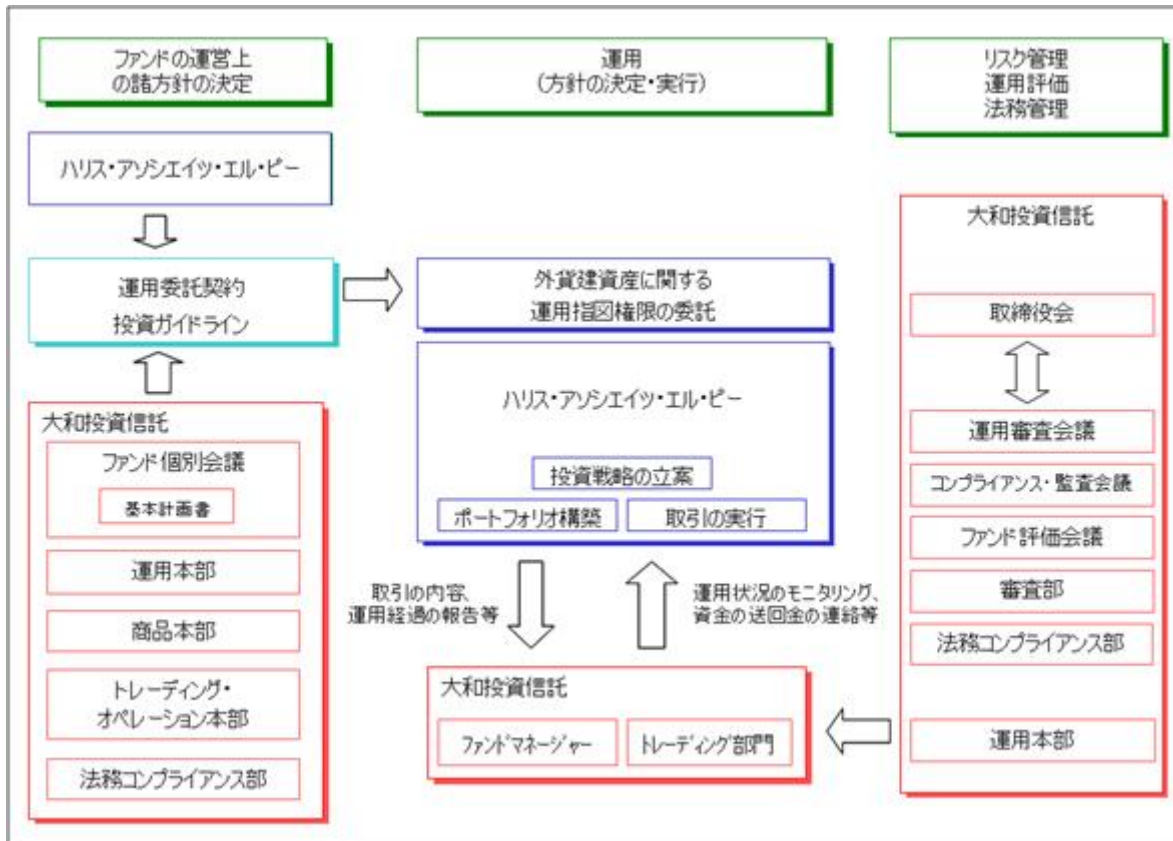 ファンドの運営上
の諸方針の決定
ハリス・アソシエイツ・エル・ピー
運用委託契約
投資ガイドライン
大和投資信託
ファンド個別会議
基本計画書
運用本部
商品本部
トレーディング・
オペレーション本部
法務コンプライアンス部
運用
(方針の決定・実行)
外貨建資産に関する
運用指図権限の委託
ハリス・アソシエイツ・エル・ピー
投資戦略の立案
ポートフォリオ構築
取引の実行
取引の内容、
運用経過の報告等
運用状況のモニタリング、
資金の送回金の連絡等
大和投資信託
ファンドマネージャー
トレーディング部門
リスク管理
運用評価
法務管理
大和投資信託
取締役会
運用審査会議
コンプライアンス・監査会議
ファンド評価会議
審査部
法務コンプライアンス部
運用本部